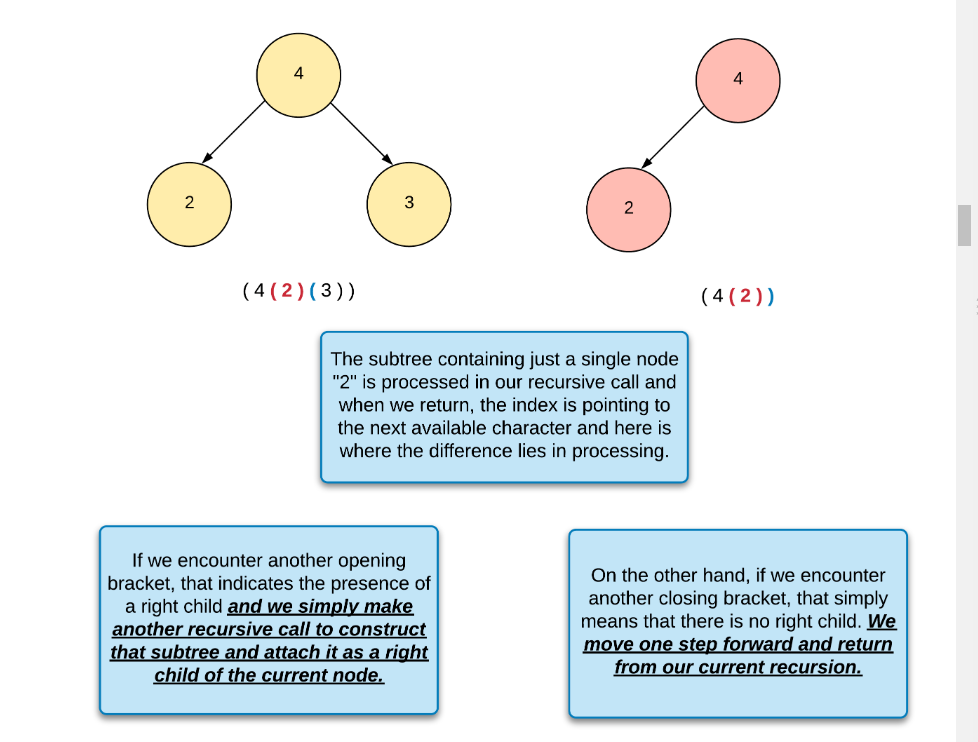 4
4
2
3
2
( 4 ( 2 ) ( 3 ) )
( 4 ( 2 ) )
The subtree containing just a single node
"2" is processed in our recursive call and
when we return, the index is pointing to
the next available character and here is
where the difference lies in processing.
If we encounter another opening
bracket, that indicates the presence of
a right child and we simply make
another recursive call to construct
that subtree and attach it as a right
child of the current node.
On the other hand, if we encounter
another closing bracket, that simply
means that there is no right child. We
move one step forward and return
from our current recursion.